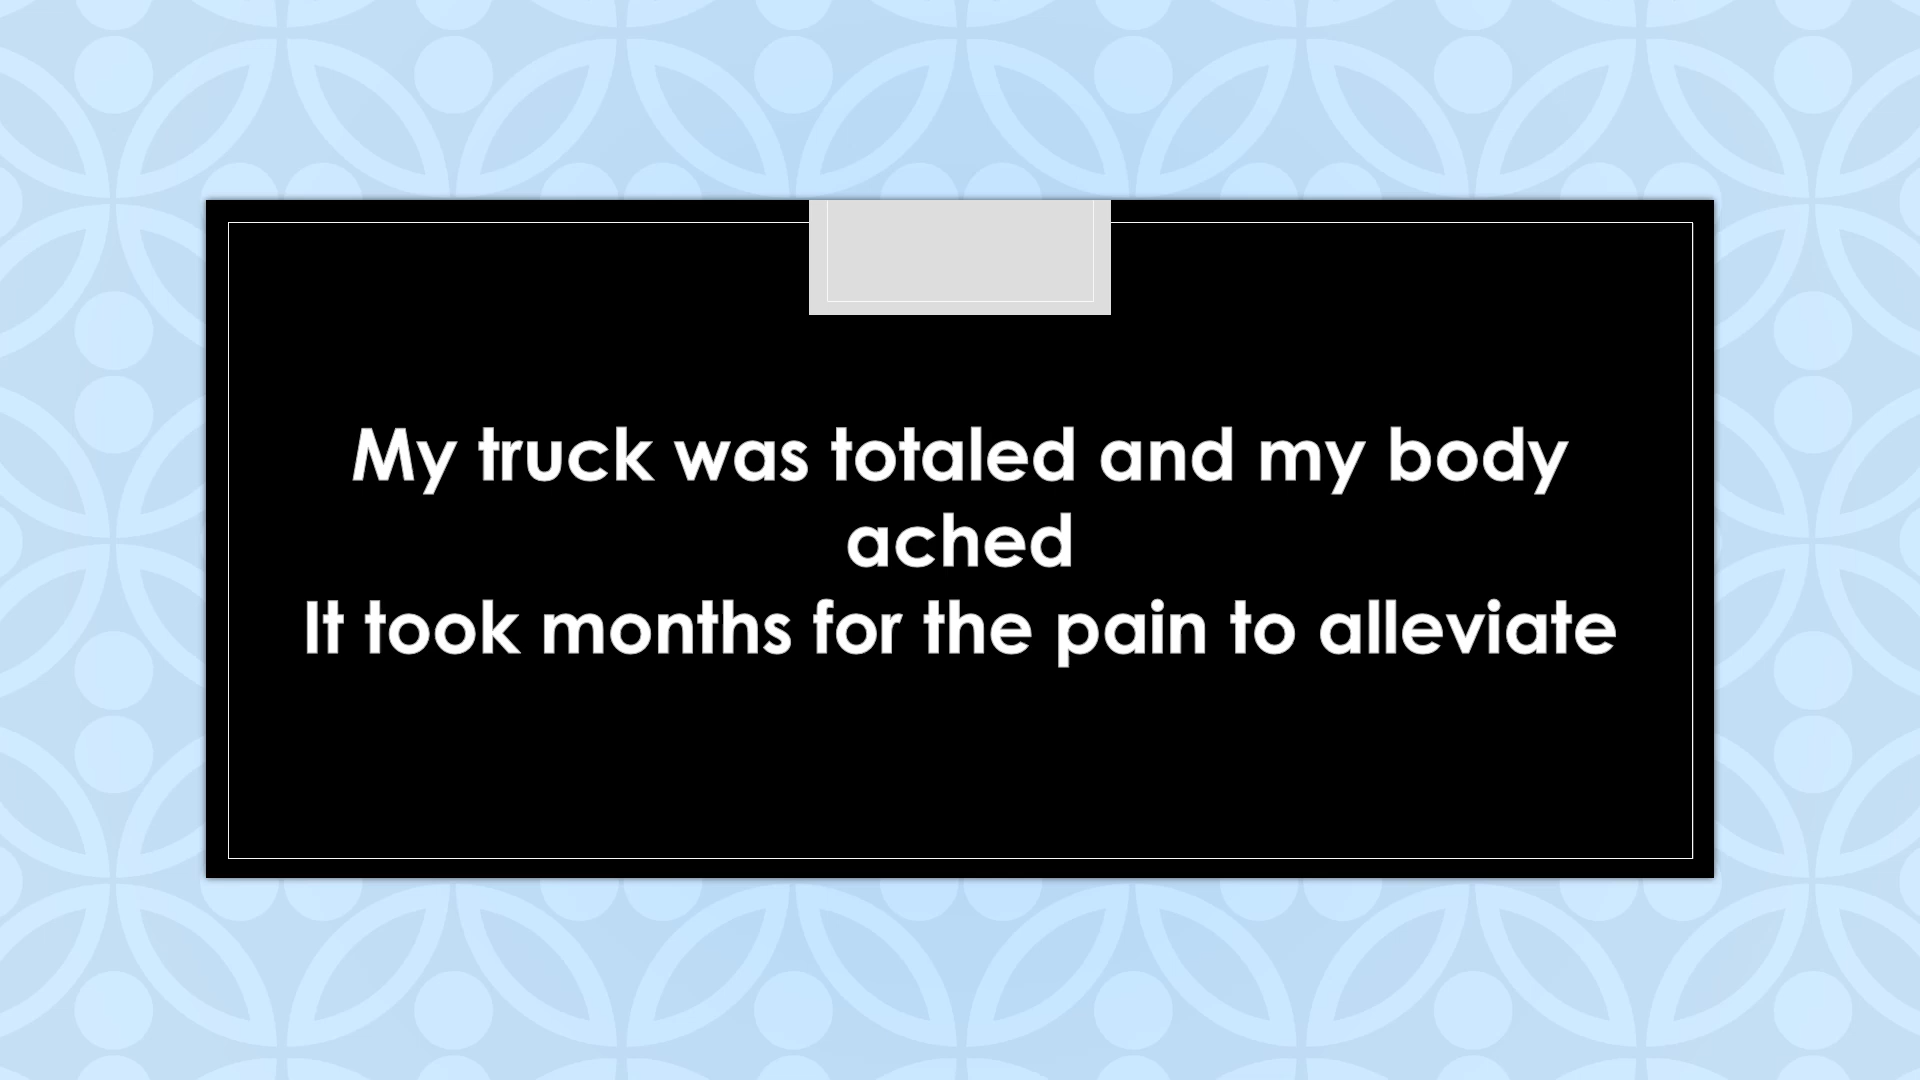 My truck was totaled and my body
ached
It took months for the pain to alleviate